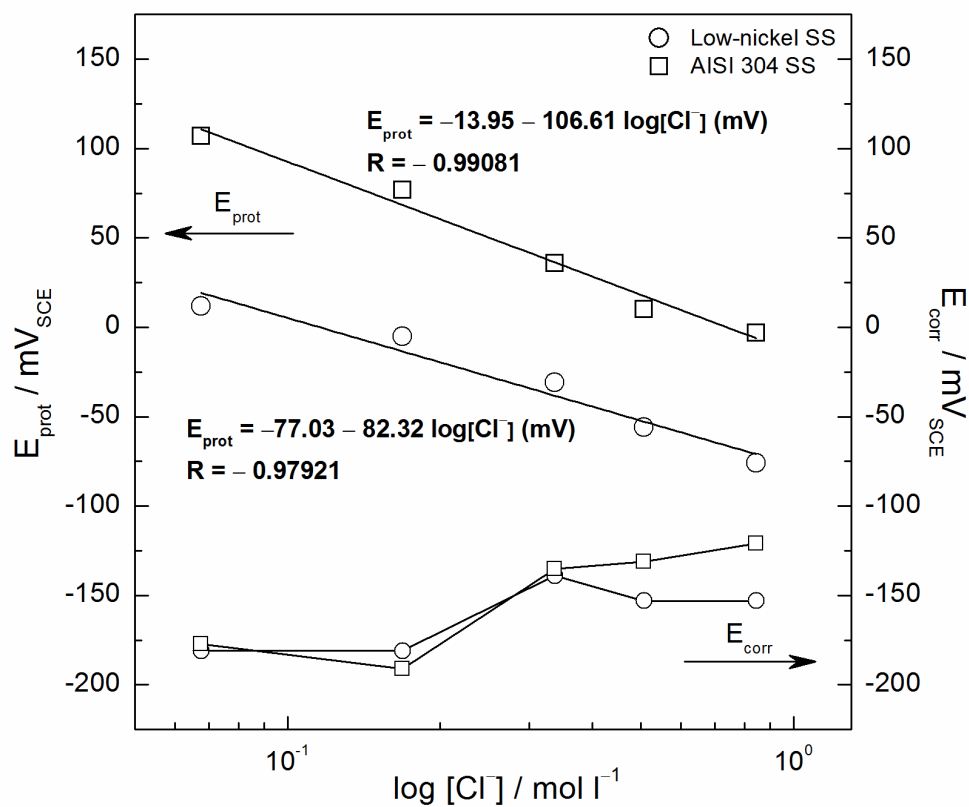 Low-nickel SS
AISI 304 SS
E_prot = −13.95 − 106.61 log[Cl⁻] (mV)
R = − 0.99081
E_prot
E_prot = −77.03 − 82.32 log[Cl⁻] (mV)
R = − 0.97921
E_corr
150
100
50
0
-50
-100
-150
-200
E_prot / mV_SCE
150
100
50
0
-50
-100
-150
-200
E_corr / mV_SCE
10⁻¹ 10⁰
log [Cl⁻] / mol l⁻¹